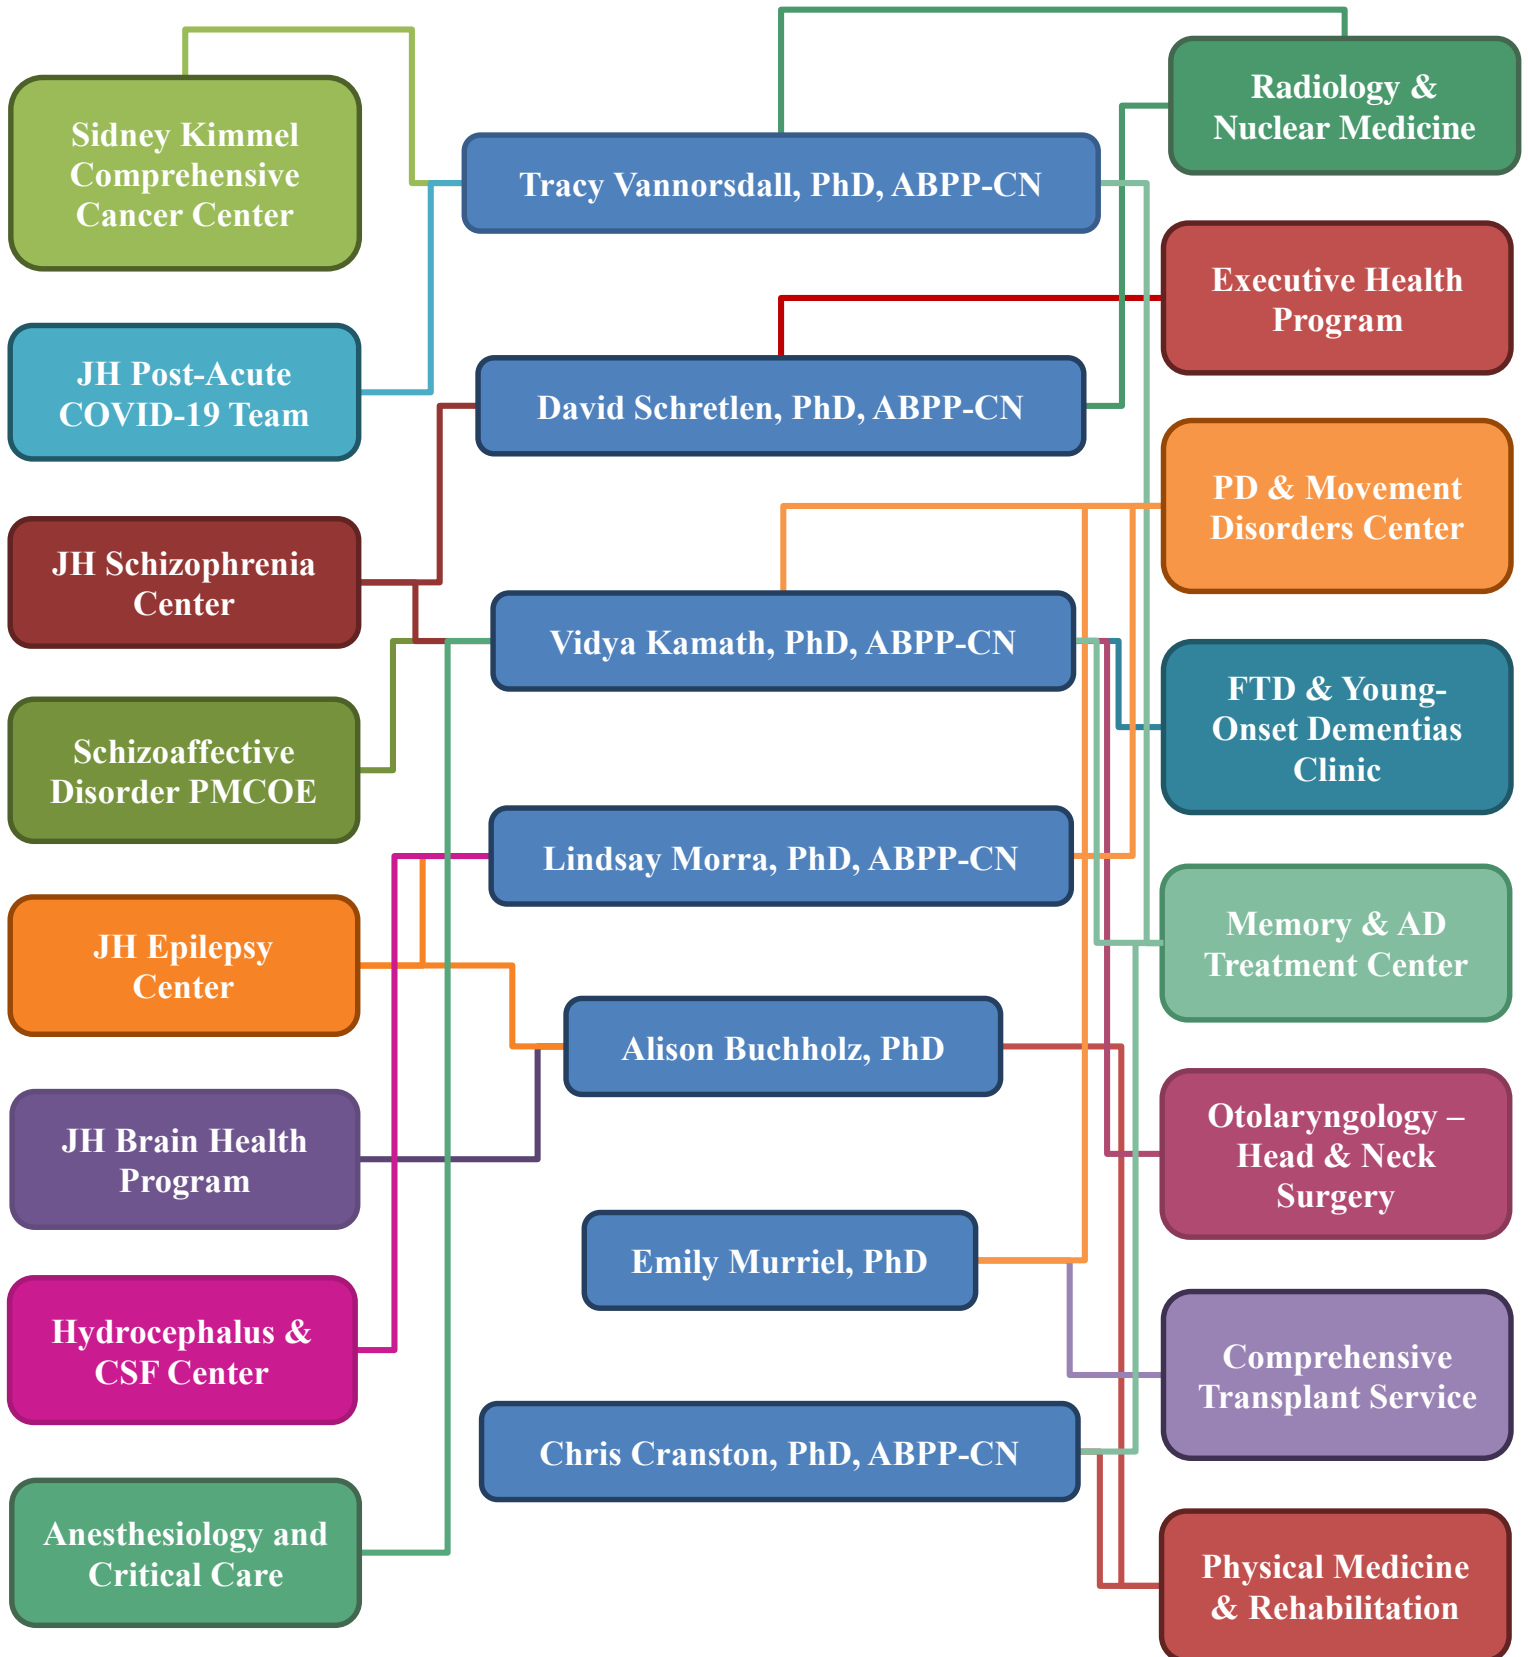 Sidney Kimmel
Comprehensive
Cancer Center
JH Post-Acute
COVID-19 Team
JH Schizophrenia
Center
Schizoaffective
Disorder PMCOE
JH Epilepsy
Center
JH Brain Health
Program
Hydrocephalus &
CSF Center
Anesthesiology and
Critical Care
Tracy Vannorsdall, PhD, ABPP-CN
David Schretlen, PhD, ABPP-CN
Vidya Kamath, PhD, ABPP-CN
Lindsay Morra, PhD, ABPP-CN
Alison Buchholz, PhD
Emily Murriel, PhD
Chris Cranston, PhD, ABPP-CN
Radiology &
Nuclear Medicine
Executive Health
Program
PD & Movement
Disorders Center
FTD & Young-
Onset Dementias
Clinic
Memory & AD
Treatment Center
Otolaryngology –
Head & Neck
Surgery
Comprehensive
Transplant Service
Physical Medicine
& Rehabilitation